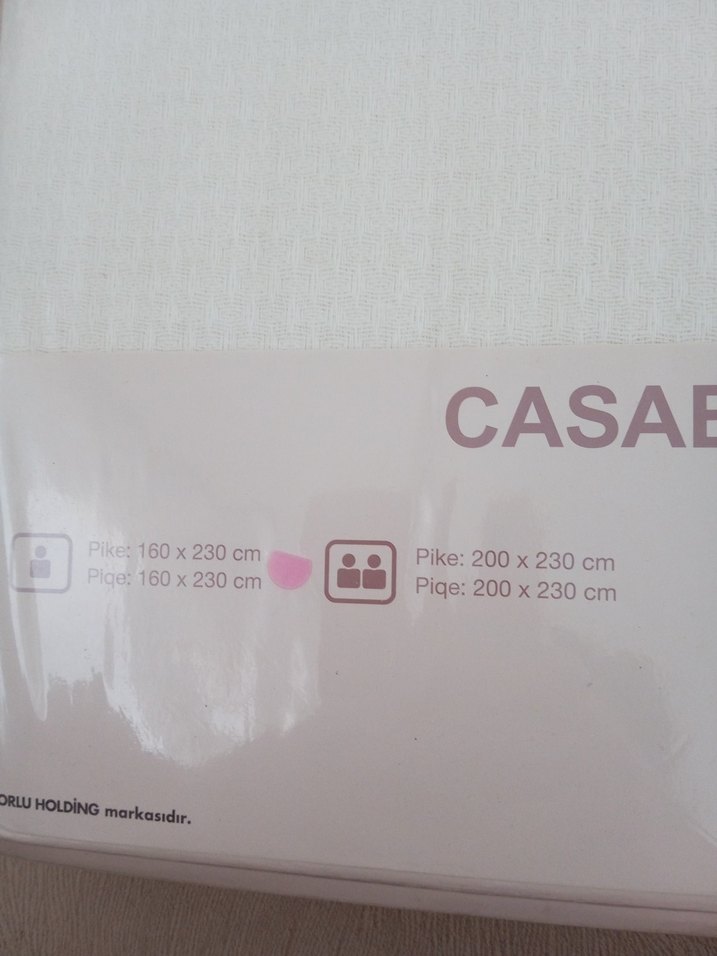 CASAB
Pike: 160 x 230 cm
Piqe: 160 x 230 cm
Pike: 200 x 230 cm
Piqe: 200 x 230 cm
ORLU HOLDİNG markasıdır.